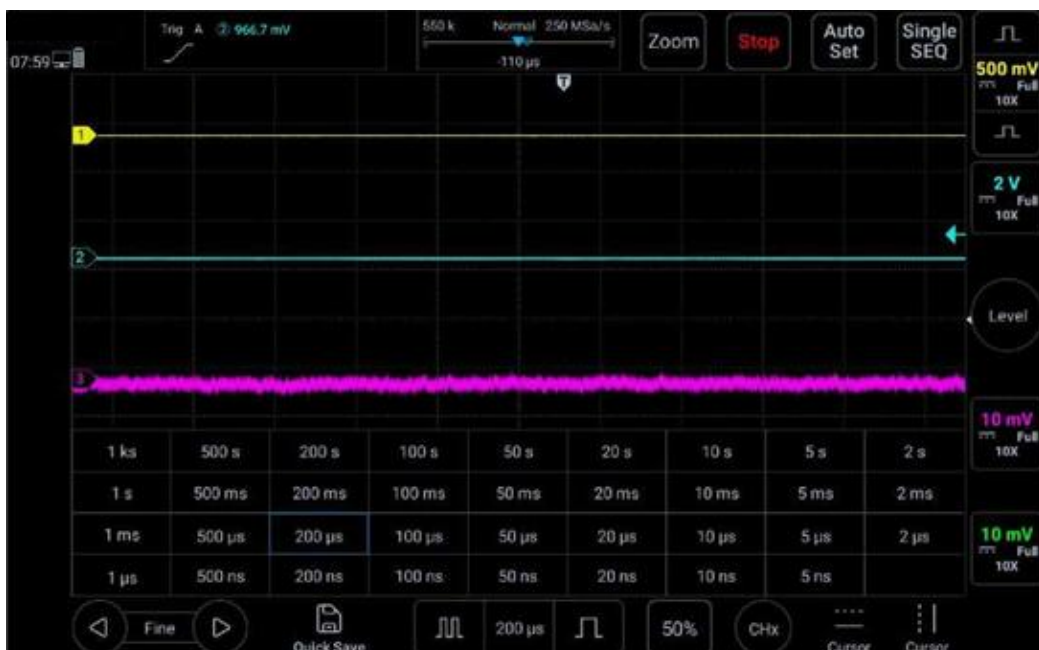 Trig A ② 966.7 mV
550 k Normal 250 MSa/s
-110 µs
Zoom
Stop
Auto
Set
Single
SEQ
07:59
T
500 mV
Full
10X
1
2 V
Full
10X
2
Level
3
10 mV
Full
10X
1 ks 500 s 200 s 100 s 50 s 20 s 10 s 5 s 2 s
1 s 500 ms 200 ms 100 ms 50 ms 20 ms 10 ms 5 ms 2 ms
1 ms 500 µs 200 µs 100 µs 50 µs 20 µs 10 µs 5 µs 2 µs
1 µs 500 ns 200 ns 100 ns 50 ns 20 ns 10 ns 5 ns
10 mV
Full
10X
Fine
Quick Save
200 µs
50%
CHx
Cursor
Cursor